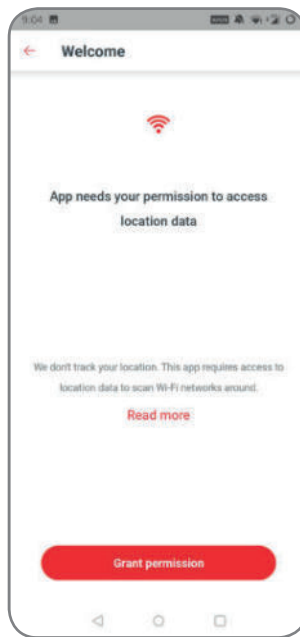 9:04
Welcome
App needs your permission to access
location data
We don't track your location. This app requires access to
location data to scan Wi-Fi networks around.
Read more
Grant permission